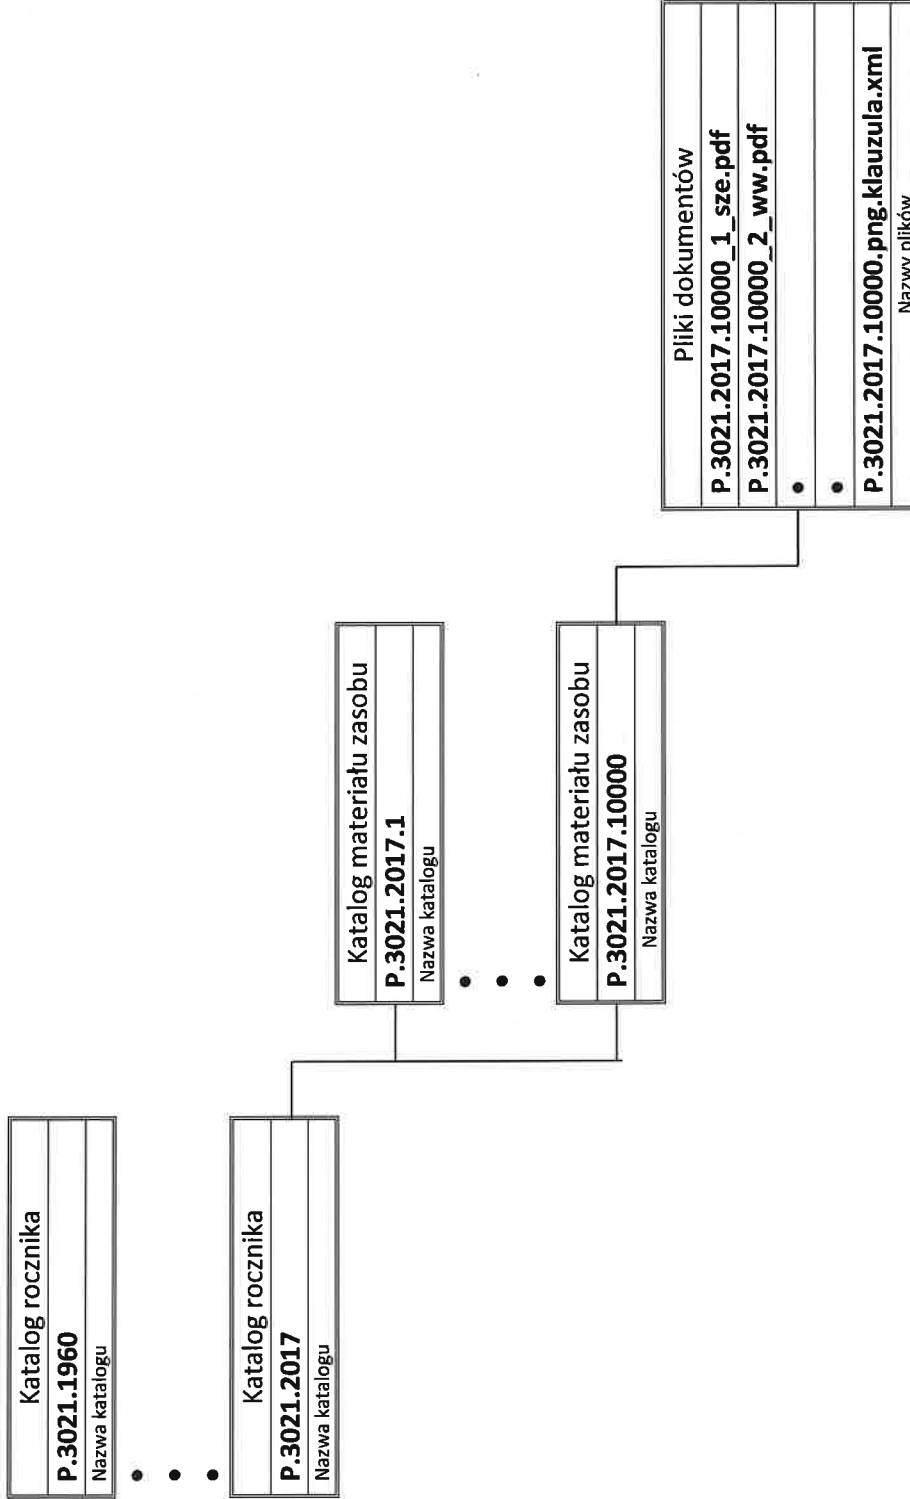 Katalog rocznika
P.3021.1960
Nazwa katalogu
Katalog rocznika
P.3021.2017
Nazwa katalogu
Katalog materiału zasobu
P.3021.2017.1
Nazwa katalogu
Katalog materiału zasobu
P.3021.2017.10000
Nazwa katalogu
Pliki dokumentów
P.3021.2017.10000_1_sze.pdf
P.3021.2017.10000_2_ww.pdf
P.3021.2017.10000.png.klauzula.xml
Nazwy plików